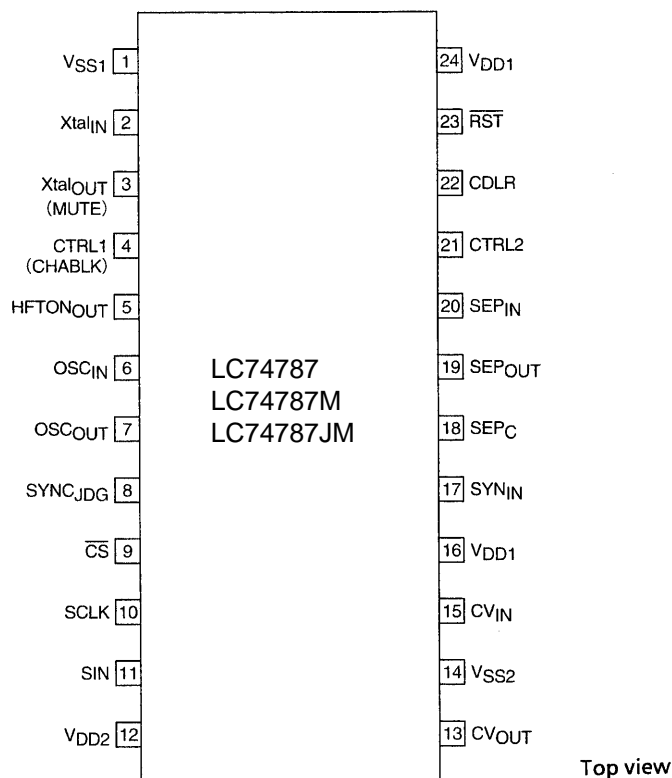 VSS1 1
XtalIN 2
XtalOUT 3
(MUTE)
CTRL1 4
(CHABLK)
HFTONOUT 5
OSCIN 6
OSCOUT 7
SYNCJDG 8
CS 9
SCLK 10
SIN 11
VDD2 12
LC74787
LC74787M
LC74787JM
24 VDD1
23 RST
22 CDLR
21 CTRL2
20 SEPIN
19 SEPOUT
18 SEPC
17 SYNIN
16 VDD1
15 CVIN
14 VSS2
13 CVOUT
Top view